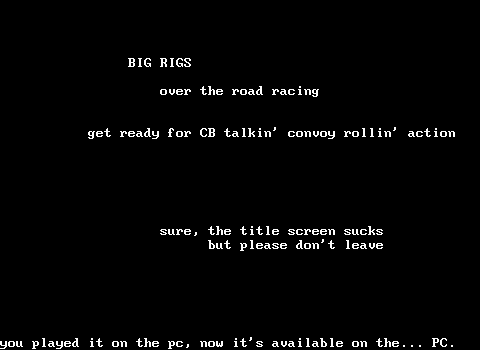 BIG RIGS
over the road racing
get ready for CB talkin' convoy rollin' action
sure, the title screen sucks
but please don't leave
you played it on the pc, now it's available on the... PC.